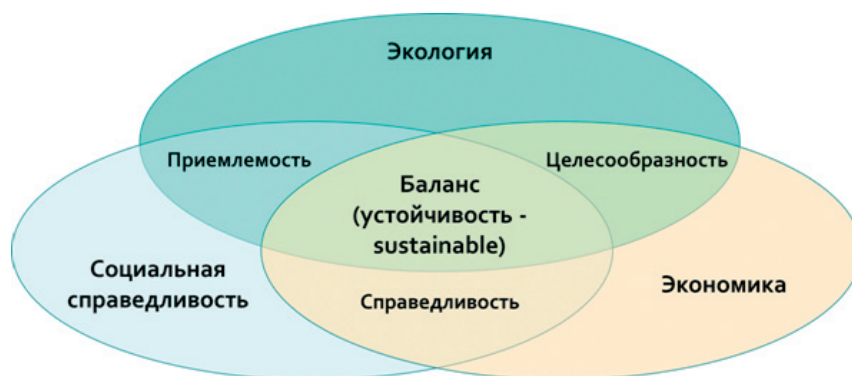 Экология
Приемлемость
Целесообразность
Баланс
(устойчивость -
sustainable)
Социальная
справедливость
Справедливость
Экономика